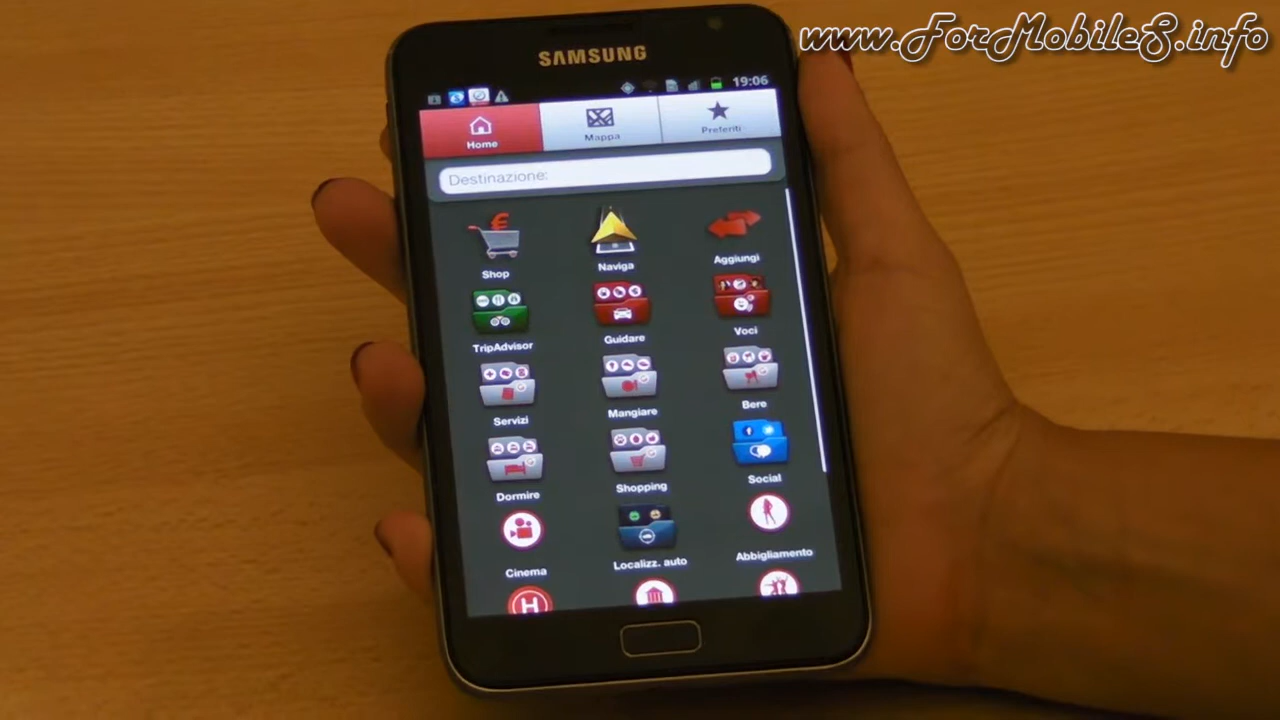 www.ForMobileS.info
SAMSUNG
19:06
Home
Mappa
Preferiti
Destinazione:
Shop
Naviga
Aggiungi
TripAdvisor
Guidare
Voci
Servizi
Mangiare
Bere
Dormire
Shopping
Social
Cinema
Localizz. auto
Abbigliamento
H